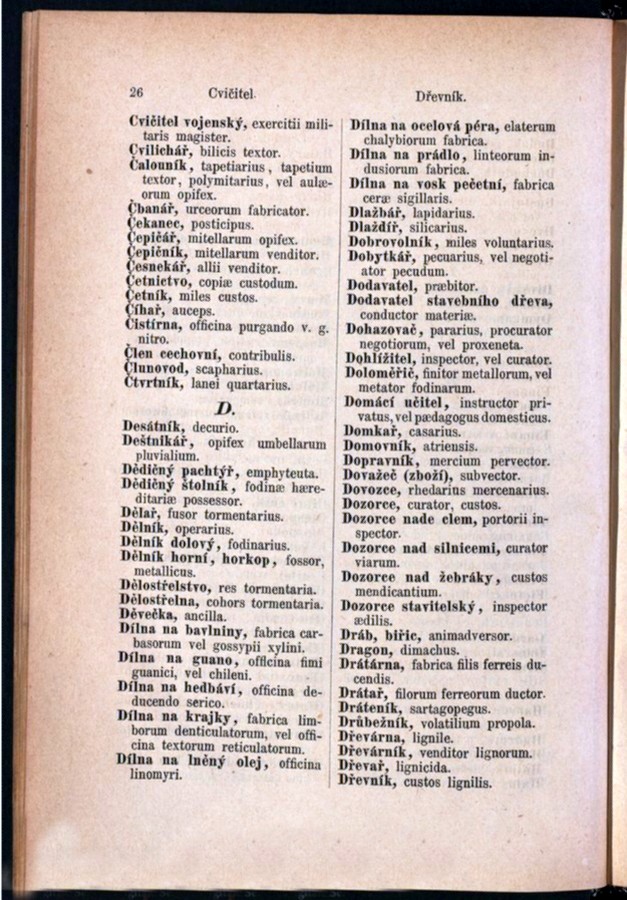 26
Cvičitel.
Dřevník.
Cvičitel vojenský, exercitii mili-
taris magister.
Cvilichář, bilicis textor.
Čalouník, tapetiarius, tapetium
textor, polymitarius, vel aulæ-
orum opifex.
Čbanář, urceorum fabricator.
Čekanec, posticipus.
Čepičář, mitellarum opifex.
Čepičník, mitellarum venditor.
Česnekář, allii venditor.
Četnictvo, copiæ custodum.
Četník, miles custos.
Číhař, auceps.
Čistírna, officina purgando v. g.
nitro.
Člen cechovní, contribulis.
Člunovod, scapharius.
Čtvrtník, lanei quartarius.
D.
Desátník, decurio.
Deštníkář, opifex umbellarum
pluvialium.
Dědičný pachtýř, emphyteuta.
Dědičný štolník, fodinæ hære-
ditariæ possessor.
Dělař, fusor tormentarius.
Dělník, operarius.
Dělník dolový, fodinarius.
Dělník horní, horkop, fossor,
metallicus.
Dělostřelstvo, res tormentaria.
Dělostřelna, cohors tormentaria.
Děvečka, ancilla.
Dílna na bavlniny, fabrica car-
basorum vel gossypii xylini.
Dílna na guano, officina fimi
guanici, vel chileni.
Dílna na hedbáví, officina de-
ducendo serico.
Dílna na krajky, fabrica lim-
borum denticulatorum, vel offi-
cina textorum reticulatorum.
Dílna na lněný olej, officina
linomyri.
Dílna na ocelová péra, elaterum
chalybiorum fabrica.
Dílna na prádlo, linteorum in-
dusiorum fabrica.
Dílna na vosk pečetní, fabrica
ceræ sigillaris.
Dlažbář, lapidarius.
Dlaždíř, silicarius.
Dobrovolník, miles voluntarius.
Dobytkář, pecuarius, vel negoti-
ator pecudum.
Dodavatel, præbitor.
Dodavatel stavebního dřeva,
conductor materiæ.
Dohazovač, pararius, procurator
negotiorum, vel proxeneta.
Dohlížitel, inspector, vel curator.
Doloměřič, finitor metallorum, vel
metator fodinarum.
Domácí učitel, instructor pri-
vatus, vel pædagogus domesticus.
Domkař, casarius.
Domovník, atriensis.
Dopravník, mercium pervector.
Dovažeč (zboží), subvector.
Dovozce, rhedarius mercenarius.
Dozorce, curator, custos.
Dozorce nade clem, portorii in-
spector.
Dozorce nad silnicemi, curator
viarum.
Dozorce nad žebráky, custos
mendicantium.
Dozorce stavitelský, inspector
ædilis.
Dráb, biřic, animadversor.
Dragon, dimachus.
Drátárna, fabrica filis ferreis du-
cendis.
Drátař, filorum ferreorum ductor.
Dráteník, sartagopegus.
Drůbežník, volatilium propola.
Dřevárna, lignile.
Dřevárník, venditor lignorum.
Dřevař, lignicida.
Dřevník, custos lignilis.